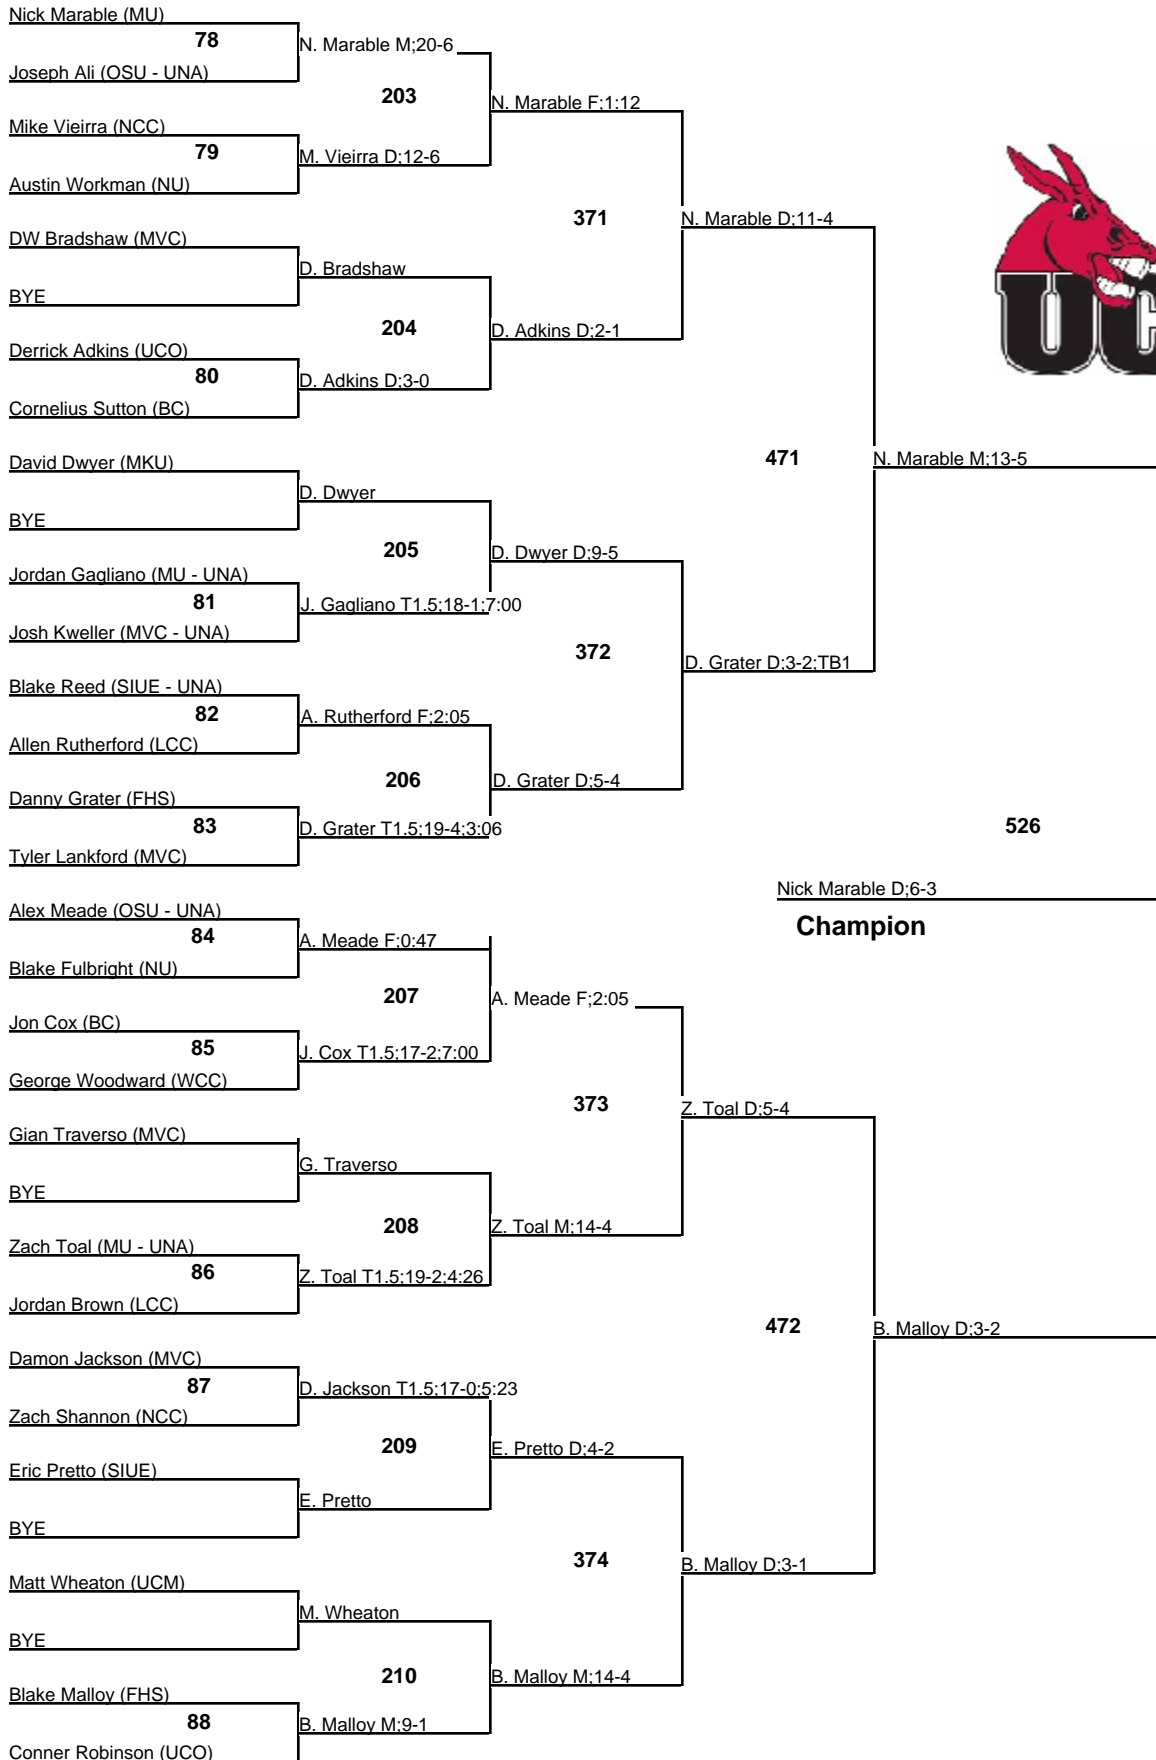 Nick Marable (MU)
78
N. Marable M;20-6
Joseph Ali (OSU - UNA)
203
N. Marable F;1:12
Mike Vieirra (NCC)
79
M. Vieirra D;12-6
Austin Workman (NU)
371
N. Marable D;11-4
DW Bradshaw (MVC)
D. Bradshaw
BYE
204
D. Adkins D;2-1
Derrick Adkins (UCO)
80
D. Adkins D;3-0
Cornelius Sutton (BC)
471
N. Marable M;13-5
David Dwyer (MKU)
D. Dwyer
BYE
205
D. Dwyer D;9-5
Jordan Gagliano (MU - UNA)
81
J. Gagliano T1.5;18-1;7:00
Josh Kweller (MVC - UNA)
372
D. Grater D;3-2;TB1
Blake Reed (SIUE - UNA)
82
A. Rutherford F;2:05
Allen Rutherford (LCC)
206
D. Grater D;5-4
Danny Grater (FHS)
83
D. Grater T1.5;19-4;3:06
Tyler Lankford (MVC)
526
Nick Marable D;6-3
Champion
Alex Meade (OSU - UNA)
84
A. Meade F;0:47
Blake Fulbright (NU)
207
A. Meade F;2:05
Jon Cox (BC)
85
J. Cox T1.5;17-2;7:00
George Woodward (WCC)
373
Z. Toal D;5-4
Gian Traverso (MVC)
G. Traverso
BYE
208
Z. Toal M;14-4
Zach Toal (MU - UNA)
86
Z. Toal T1.5;19-2;4:26
Jordan Brown (LCC)
472
B. Malloy D;3-2
Damon Jackson (MVC)
87
D. Jackson T1.5;17-0;5:23
Zach Shannon (NCC)
209
E. Pretto D;4-2
Eric Pretto (SIUE)
E. Pretto
BYE
374
B. Malloy D;3-1
Matt Wheaton (UCM)
M. Wheaton
BYE
210
B. Malloy M;14-4
Blake Malloy (FHS)
88
B. Malloy M;9-1
Conner Robinson (UCO)
UC